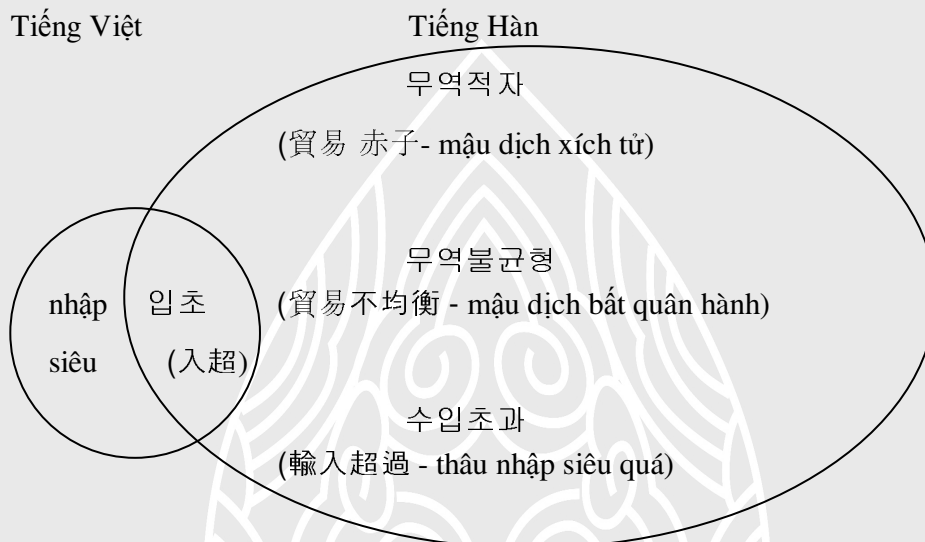 Tiếng Việt Tiếng Hàn
무역적자
(貿易 赤子- mậu dịch xích tử)
무역불균형
nhập 입초 (貿易不均衡 - mậu dịch bất quân hành)
siêu (入超)
수입초과
(輸入超過 - thâu nhập siêu quá)